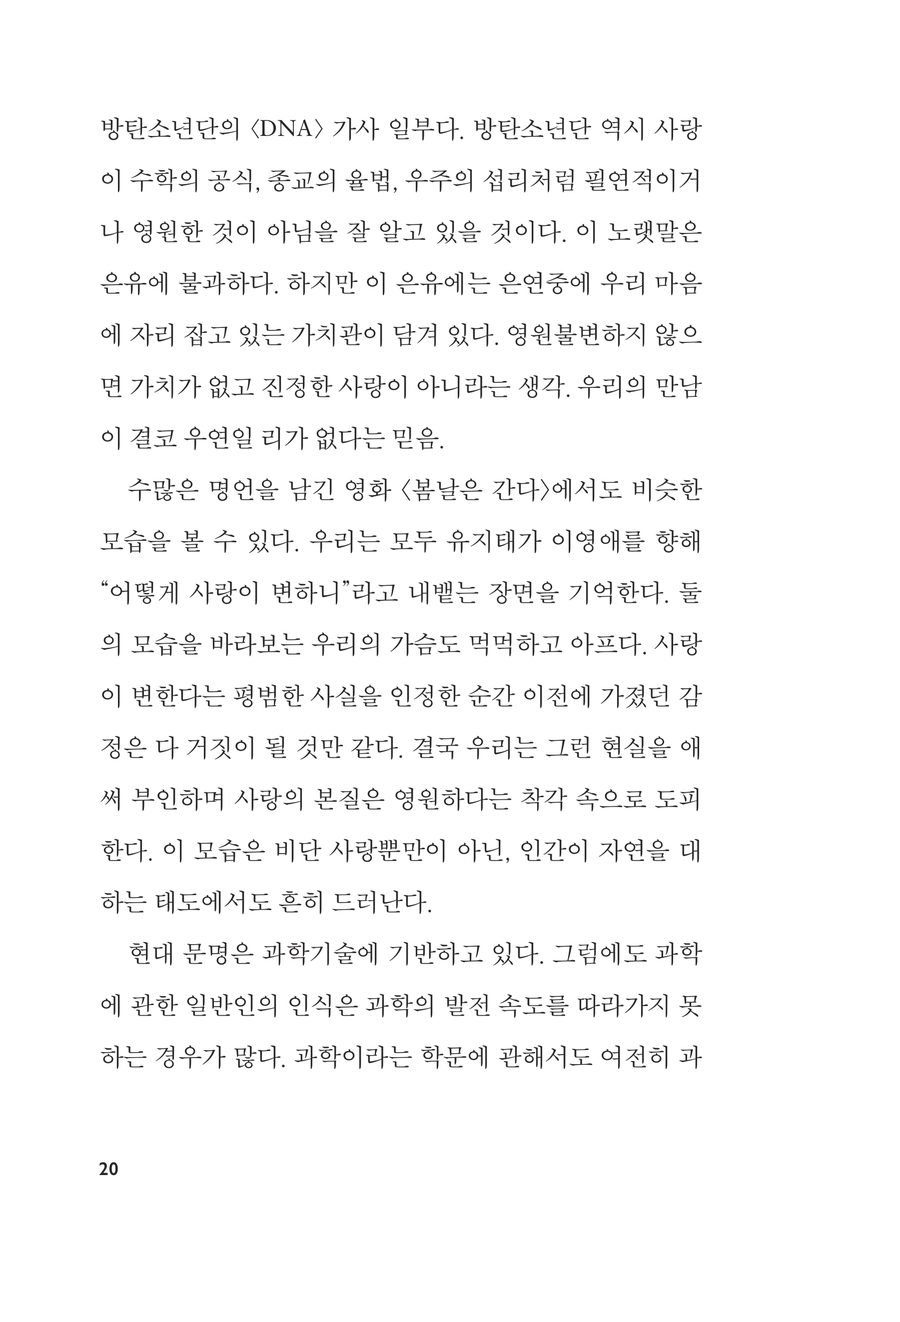 방탄소년단의 〈DNA〉 가사 일부다. 방탄소년단 역시 사랑
이 수학의 공식, 종교의 율법, 우주의 섭리처럼 필연적이거
나 영원한 것이 아님을 잘 알고 있을 것이다. 이 노랫말은
은유에 불과하다. 하지만 이 은유에는 은연중에 우리 마음
에 자리 잡고 있는 가치관이 담겨 있다. 영원불변하지 않으
면 가치가 없고 진정한 사랑이 아니라는 생각. 우리의 만남
이 결코 우연일 리가 없다는 믿음.
수많은 명언을 남긴 영화 〈봄날은 간다〉에서도 비슷한
모습을 볼 수 있다. 우리는 모두 유지태가 이영애를 향해
“어떻게 사랑이 변하니”라고 내뱉는 장면을 기억한다. 둘
의 모습을 바라보는 우리의 가슴도 먹먹하고 아프다. 사랑
이 변한다는 평범한 사실을 인정한 순간 이전에 가졌던 감
정은 다 거짓이 될 것만 같다. 결국 우리는 그런 현실을 애
써 부인하며 사랑의 본질은 영원하다는 착각 속으로 도피
한다. 이 모습은 비단 사랑뿐만이 아닌, 인간이 자연을 대
하는 태도에서도 흔히 드러난다.
현대 문명은 과학기술에 기반하고 있다. 그럼에도 과학
에 관한 일반인의 인식은 과학의 발전 속도를 따라가지 못
하는 경우가 많다. 과학이라는 학문에 관해서도 여전히 과
20